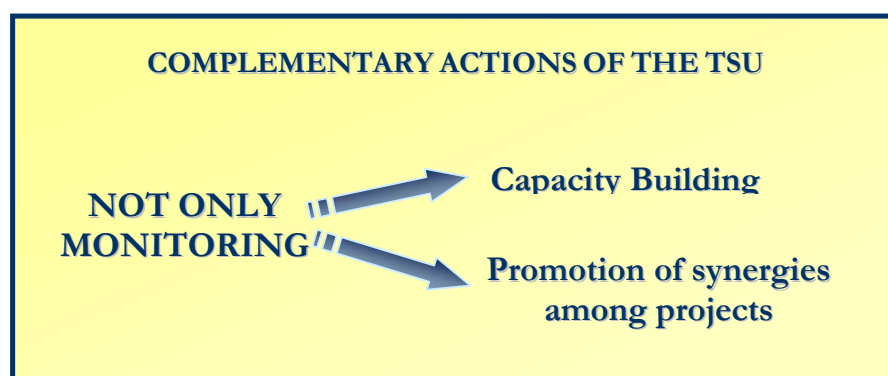 COMPLEMENTARY ACTIONS OF THE TSU
NOT ONLY
MONITORING
Capacity Building
Promotion of synergies
among projects